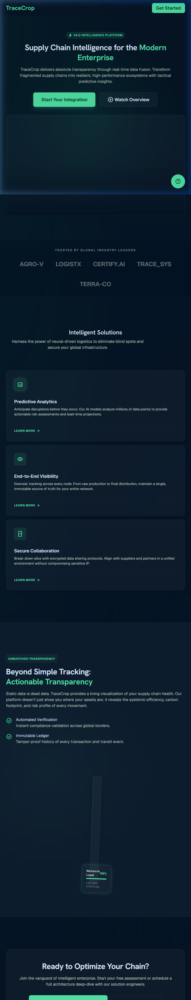 TraceCrop
Get Started
V4.0 INTELLIGENCE PLATFORM
Supply Chain Intelligence for the Modern
Enterprise
TraceCrop delivers absolute transparency through real-time data fusion. Transform
fragmented supply chains into resilient, high-performance ecosystems with tactical
predictive insights.
Start Your Integration
Watch Overview
TRUSTED BY GLOBAL INDUSTRY LEADERS
AGRO-V
LOGISTX
CERTIFY.AI
TRACE_SYS
TERRA-CO
Intelligent Solutions
Harness the power of neural-driven logistics to eliminate blind spots and
secure your global infrastructure.
Predictive Analytics
Anticipate disruptions before they occur. Our AI models analyze millions of data points to provide
actionable risk assessments and lead-time projections.
LEARN MORE
End-to-End Visibility
Granular tracking across every node. From raw production to final distribution, maintain a single,
immutable source of truth for your entire network.
LEARN MORE
Secure Collaboration
Break down silos with encrypted data sharing protocols. Align with suppliers and partners in a unified
environment without compromising sensitive IP.
LEARN MORE
UNMATCHED TRANSPARENCY
Beyond Simple Tracking:
Actionable Transparency
Static data is dead data. TraceCrop provides a living visualization of your supply chain health. Our
platform doesn't just show you where your assets are; it reveals the systemic efficiency, carbon
footprint, and risk profile of every movement.
Automated Verification
Instant compliance validation across global borders.
Immutable Ledger
Tamper-proof history of every transaction and transit event.
Network
Load
98%
Last Sync:
0.04ms ago
Ready to Optimize Your Chain?
Join the vanguard of intelligent enterprise. Start your free assessment or schedule a
full architecture deep-dive with our solution engineers.